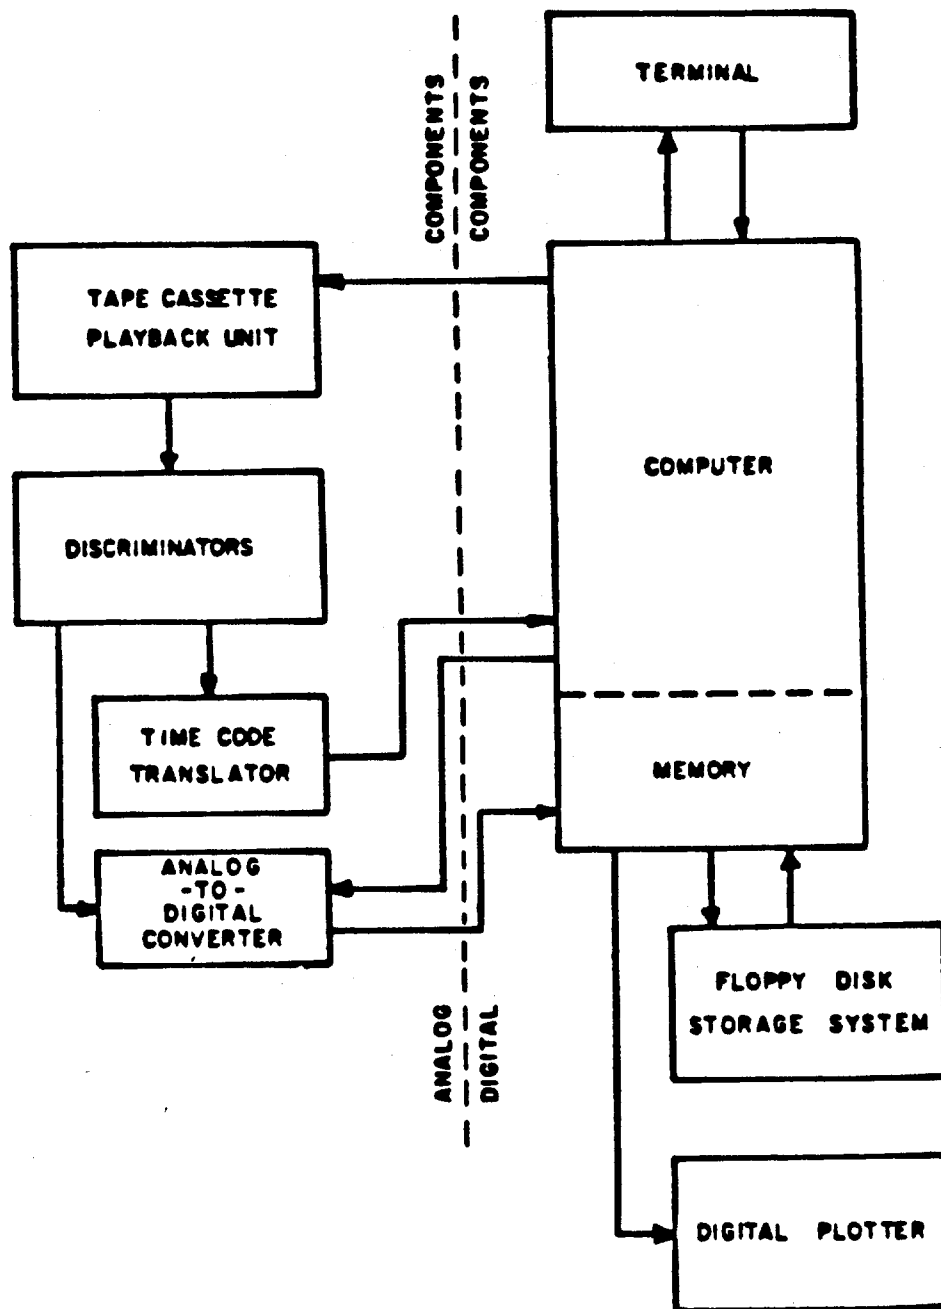 TERMINAL
COMPONENTS
COMPONENTS
TAPE CASSETTE
PLAYBACK UNIT
COMPUTER
DISCRIMINATORS
TIME CODE
TRANSLATOR
MEMORY
ANALOG
-TO-
DIGITAL
CONVERTER
FLOPPY DISK
STORAGE SYSTEM
ANALOG
DIGITAL
DIGITAL PLOTTER